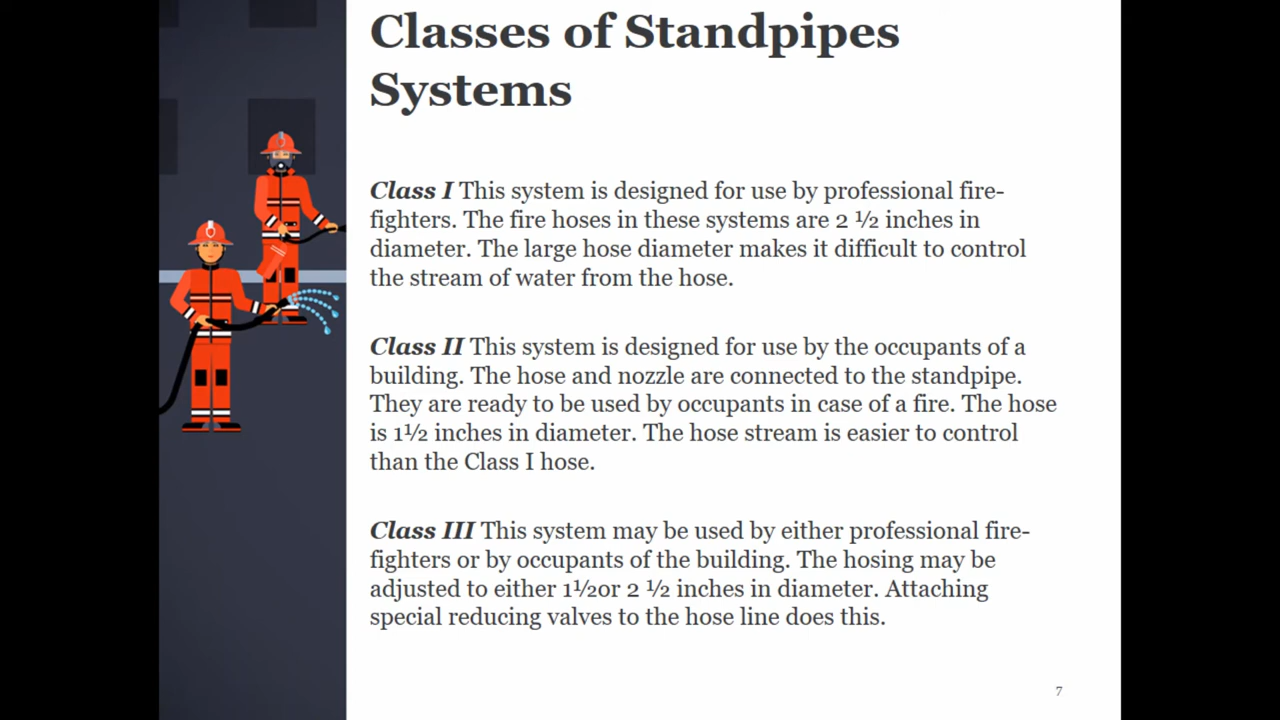 Classes of Standpipes
Systems
Class I This system is designed for use by professional fire-
fighters. The fire hoses in these systems are 2 ½ inches in
diameter. The large hose diameter makes it difficult to control
the stream of water from the hose.
Class II This system is designed for use by the occupants of a
building. The hose and nozzle are connected to the standpipe.
They are ready to be used by occupants in case of a fire. The hose
is 1½ inches in diameter. The hose stream is easier to control
than the Class I hose.
Class III This system may be used by either professional fire-
fighters or by occupants of the building. The hosing may be
adjusted to either 1½or 2 ½ inches in diameter. Attaching
special reducing valves to the hose line does this.
7